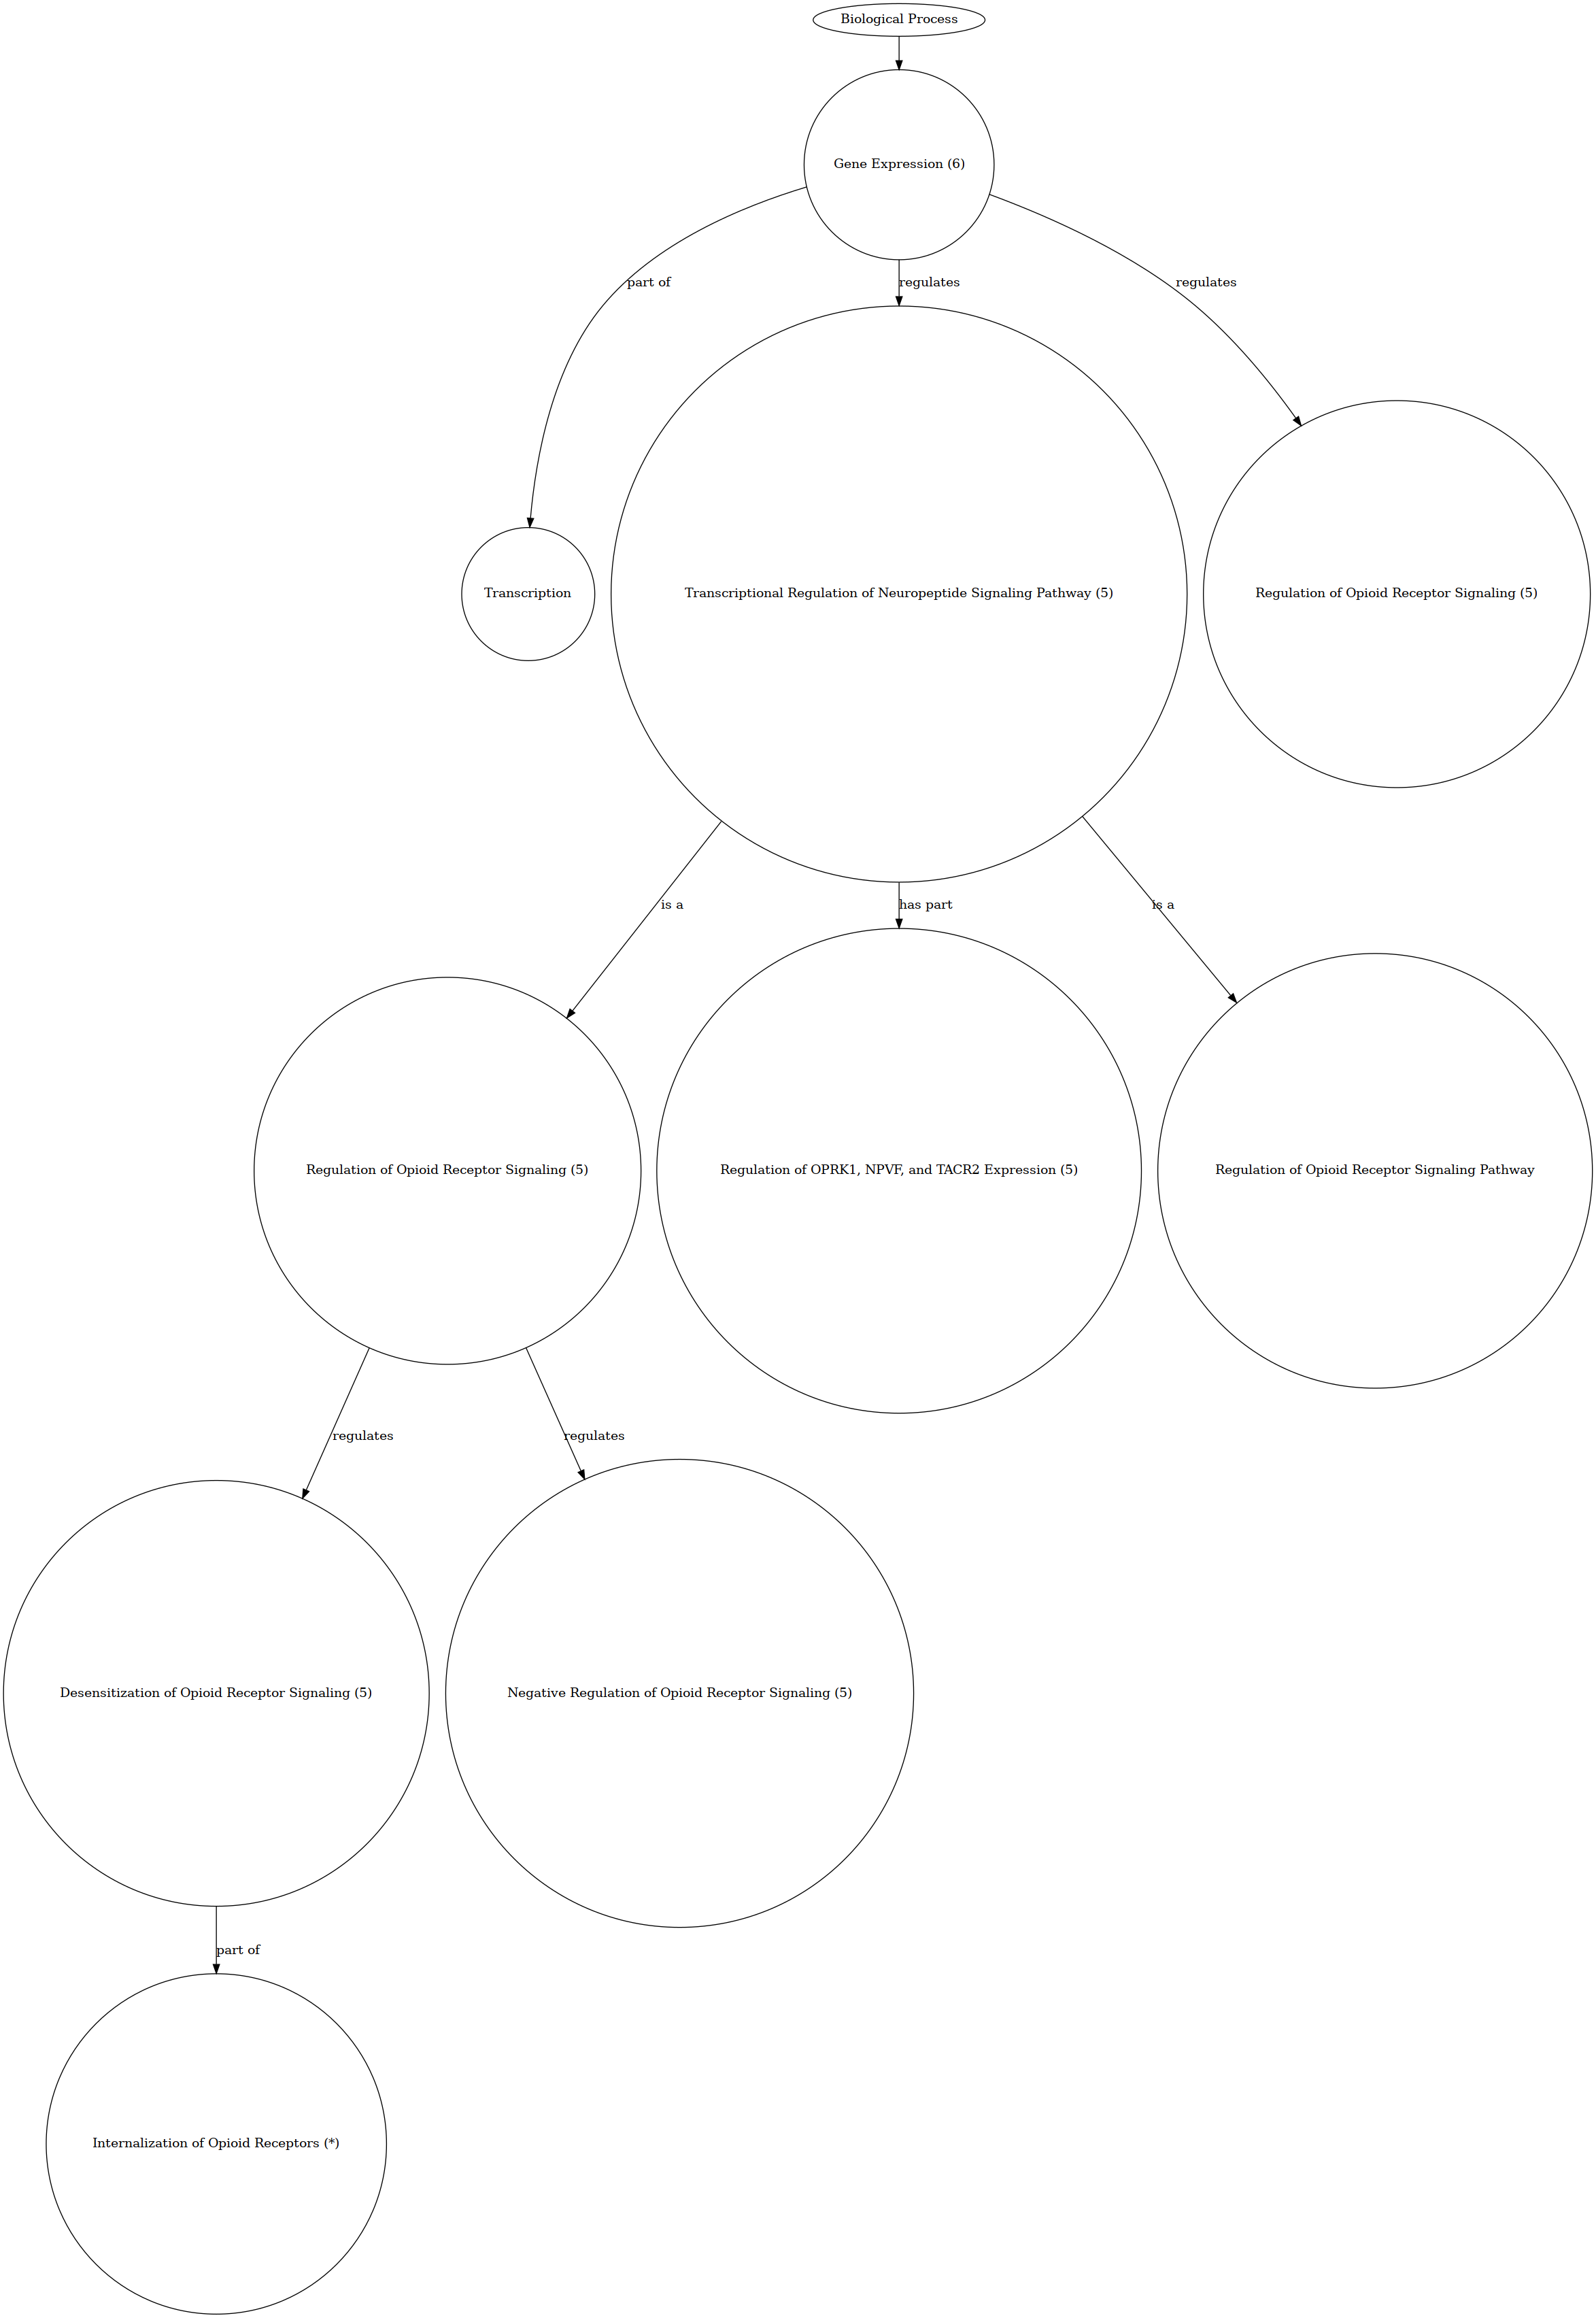 Biological Process
Gene Expression (6)
part of
regulates
regulates
Transcription
Transcriptional Regulation of Neuropeptide Signaling Pathway (5)
Regulation of Opioid Receptor Signaling (5)
is a
has part
is a
Regulation of Opioid Receptor Signaling (5)
Regulation of OPRK1, NPVF, and TACR2 Expression (5)
Regulation of Opioid Receptor Signaling Pathway
regulates
regulates
Desensitization of Opioid Receptor Signaling (5)
Negative Regulation of Opioid Receptor Signaling (5)
part of
Internalization of Opioid Receptors (*)